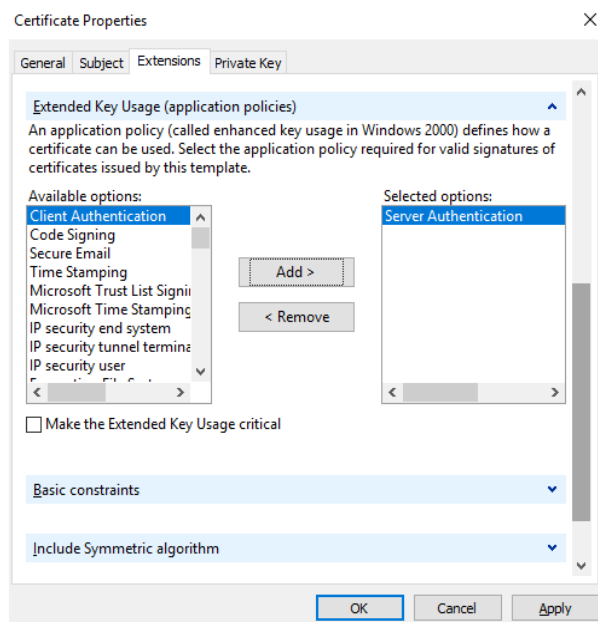 Certificate Properties
General Subject Extensions Private Key
Extended Key Usage (application policies)
An application policy (called enhanced key usage in Windows 2000) defines how a
certificate can be used. Select the application policy required for valid signatures of
certificates issued by this template.
Available options:
Client Authentication
Code Signing
Secure Email
Time Stamping
Microsoft Trust List Signi
Microsoft Time Stamping
IP security end system
IP security tunnel termina
IP security user
Add >
< Remove
Selected options:
Server Authentication
Make the Extended Key Usage critical
Basic constraints
Include Symmetric algorithm
OK Cancel Apply